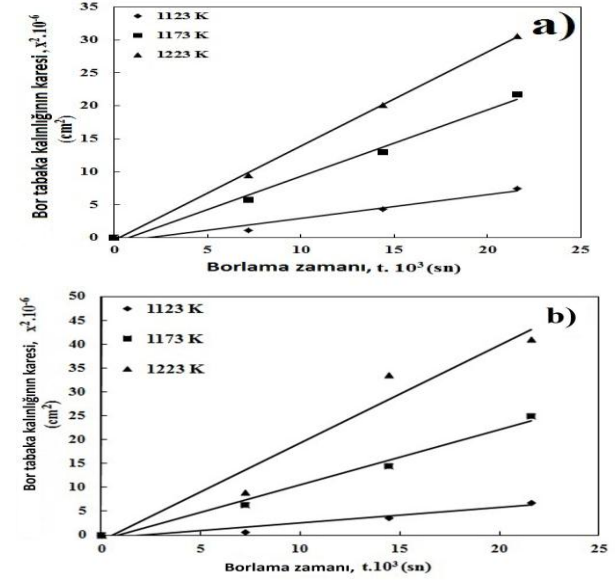 35
30
25
20
15
10
5
0
Bor tabaka kalınlığının karesi, x².10⁻⁶
(cm²)
1123 K
1173 K
1223 K
a)
0 5 10 15 20 25
Borlama zamanı, t. 10³ (sn)
50
45
40
35
30
25
20
15
10
5
0
Bor tabaka kalınlığının karesi, x².10⁻⁶
(cm²)
1123 K
1173 K
1223 K
b)
0 5 10 15 20 25
Borlama zamanı, t.10³ (sn)